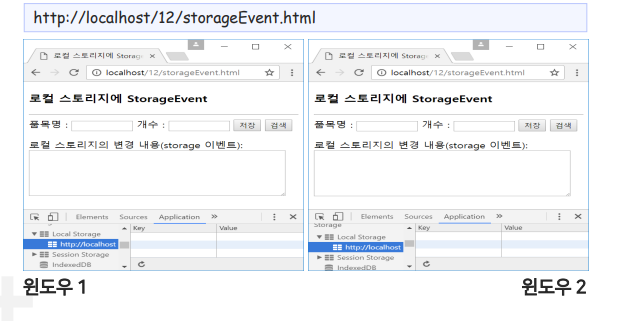 http://localhost/12/storageEvent.html
로컬 스토리지에 Storag
localhost/12/storageEvent.html
로컬 스토리지에 StorageEvent
품목명 : 개수 : 저장 검색
로컬 스토리지의 변경 내용(storage 이벤트):
Elements Sources Application »
Local Storage
http://localhost
Session Storage
IndexedDB
Key Value
윈도우 1
로컬 스토리지에 Storag
localhost/12/storageEvent.html
로컬 스토리지에 StorageEvent
품목명 : 개수 : 저장 검색
로컬 스토리지의 변경 내용(storage 이벤트):
Elements Sources Application »
Storage
Local Storage
http://localhost
Session Storage
IndexedDB
Key Value
윈도우 2